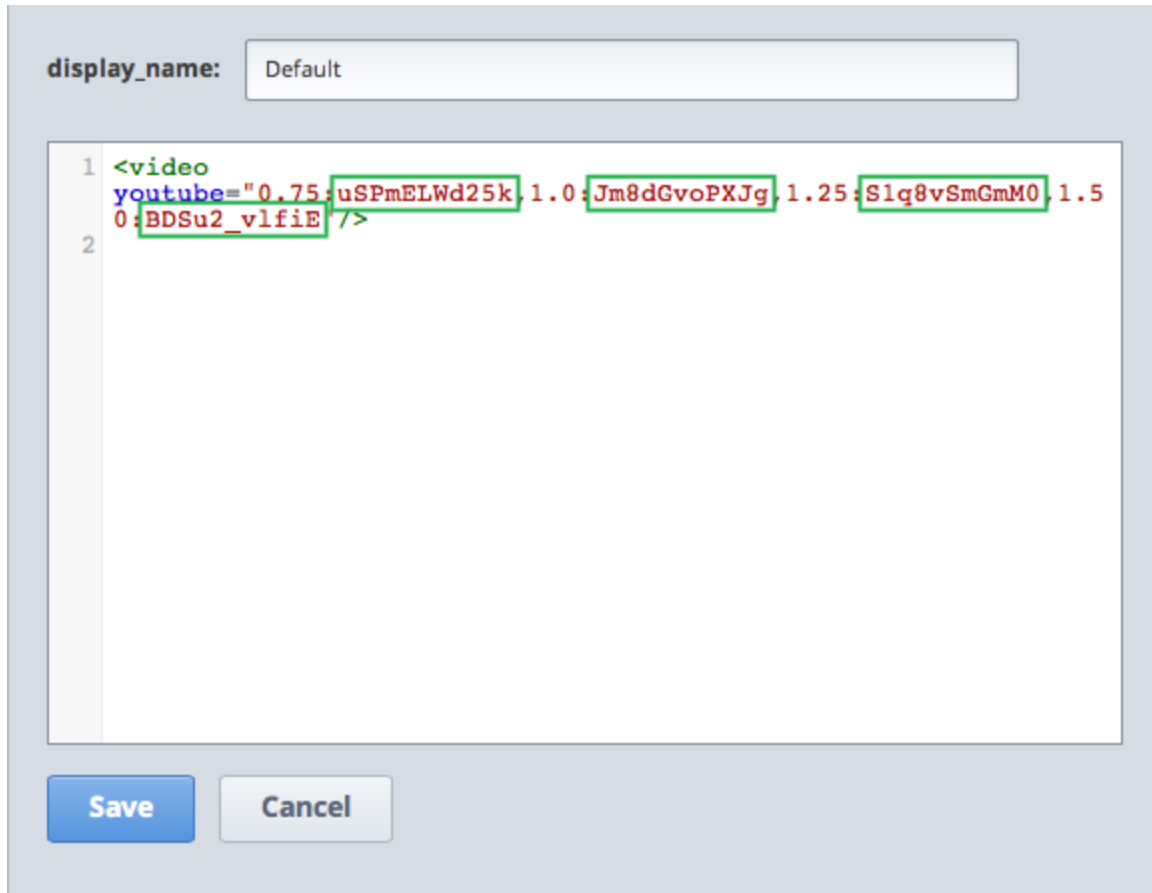 display_name: Default
1 <video
youtube="0.75:uSPmELWd25k,1.0:Jm8dGvoPXJg,1.25:S1q8vSmGmM0,1.5
0:BDSu2_vlfiE"/>
2
Save Cancel